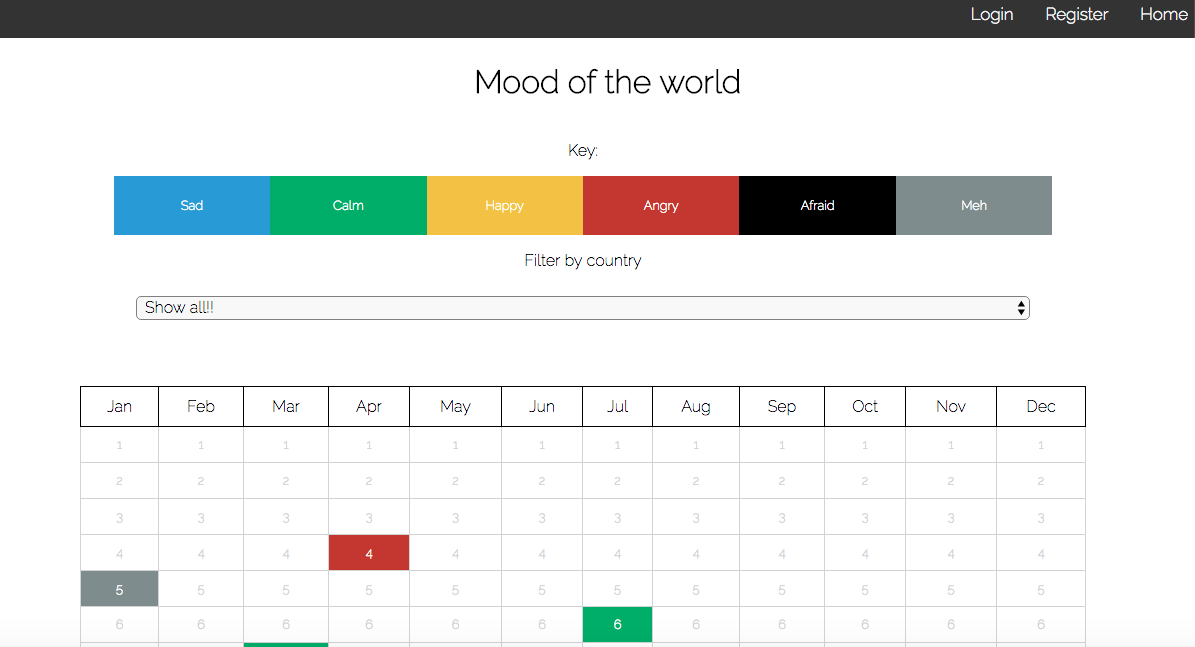 Login Register Home
Mood of the world
Key:
Sad Calm Happy Angry Afraid Meh
Filter by country
Show all!!
Jan Feb Mar Apr May Jun Jul Aug Sep Oct Nov Dec
1 1 1 1 1 1 1 1 1 1 1 1
2 2 2 2 2 2 2 2 2 2 2 2
3 3 3 3 3 3 3 3 3 3 3 3
4 4 4 4 4 4 4 4 4 4 4 4
5 5 5 5 5 5 5 5 5 5 5 5
6 6 6 6 6 6 6 6 6 6 6 6